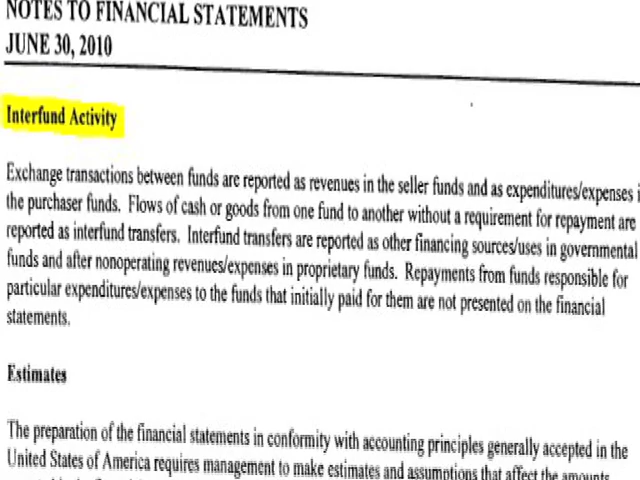 NOTES TO FINANCIAL STATEMENTS
JUNE 30, 2010
Interfund Activity
Exchange transactions between funds are reported as revenues in the seller funds and as expenditures/expenses i
the purchaser funds. Flows of cash or goods from one fund to another without a requirement for repayment are
reported as interfund transfers. Interfund transfers are reported as other financing sources/uses in governmental
funds and after nonoperating revenues/expenses in proprietary funds. Repayments from funds responsible for
particular expenditures/expenses to the funds that initially paid for them are not presented on the financial
statements.
Estimates
The preparation of the financial statements in conformity with accounting principles generally accepted in the
United States of America requires management to make estimates and assumptions that affect the amounts